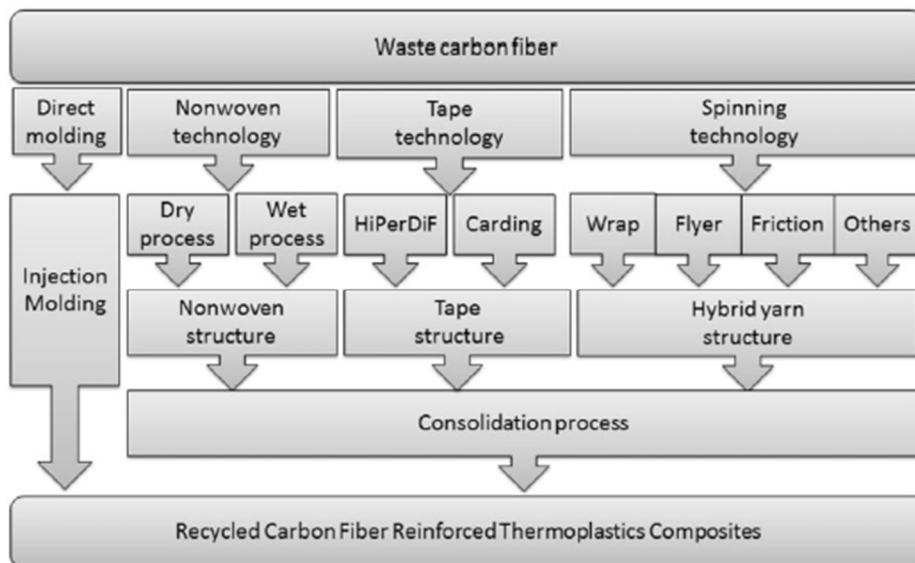 Waste carbon fiber
Direct
molding
Nonwoven
technology
Tape
technology
Spinning
technology
Injection
Molding
Dry
process
Wet
process
HiPerDiF
Carding
Wrap
Flyer
Friction
Others
Nonwoven
structure
Tape
structure
Hybrid yarn
structure
Consolidation process
Recycled Carbon Fiber Reinforced Thermoplastics Composites